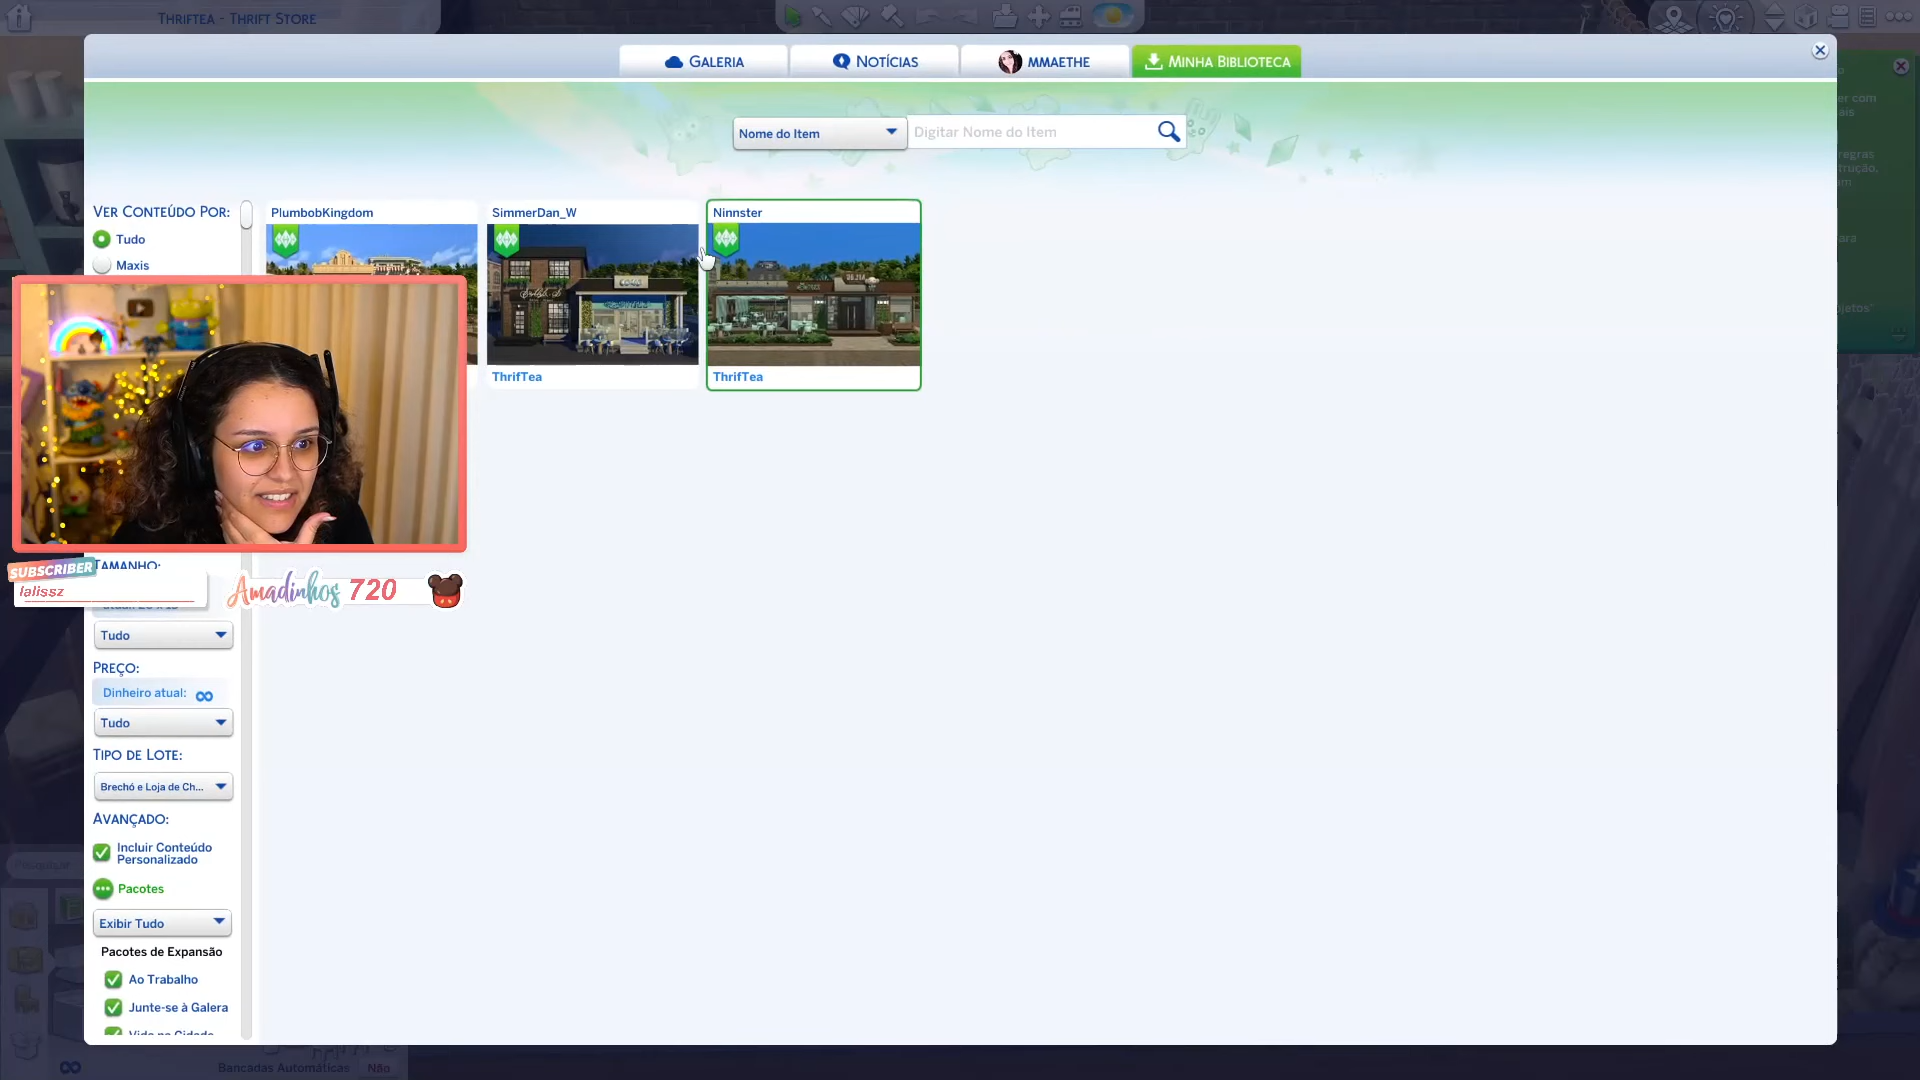 THRIFTEA - THRIFT STORE
GALERIA
NOTÍCIAS
MMAETHE
MINHA BIBLIOTECA
Nome do Item
Digitar Nome do Item
VER CONTEÚDO POR:
Tudo
Maxis
PlumbobKingdom
SimmerDan_W
ThrifTea
Ninnster
ThrifTea
SUBSCRIBER
lalissz
Amadinhos 720
TAMANHO:
Tudo
PREÇO:
Dinheiro atual: ∞
Tudo
TIPO DE LOTE:
Brechó e Loja de Ch...
AVANÇADO:
Incluir Conteúdo
Personalizado
Pacotes
Exibir Tudo
Pacotes de Expansão
Ao Trabalho
Junte-se à Galera
Vida na Cidade
Bancadas Automáticas Não